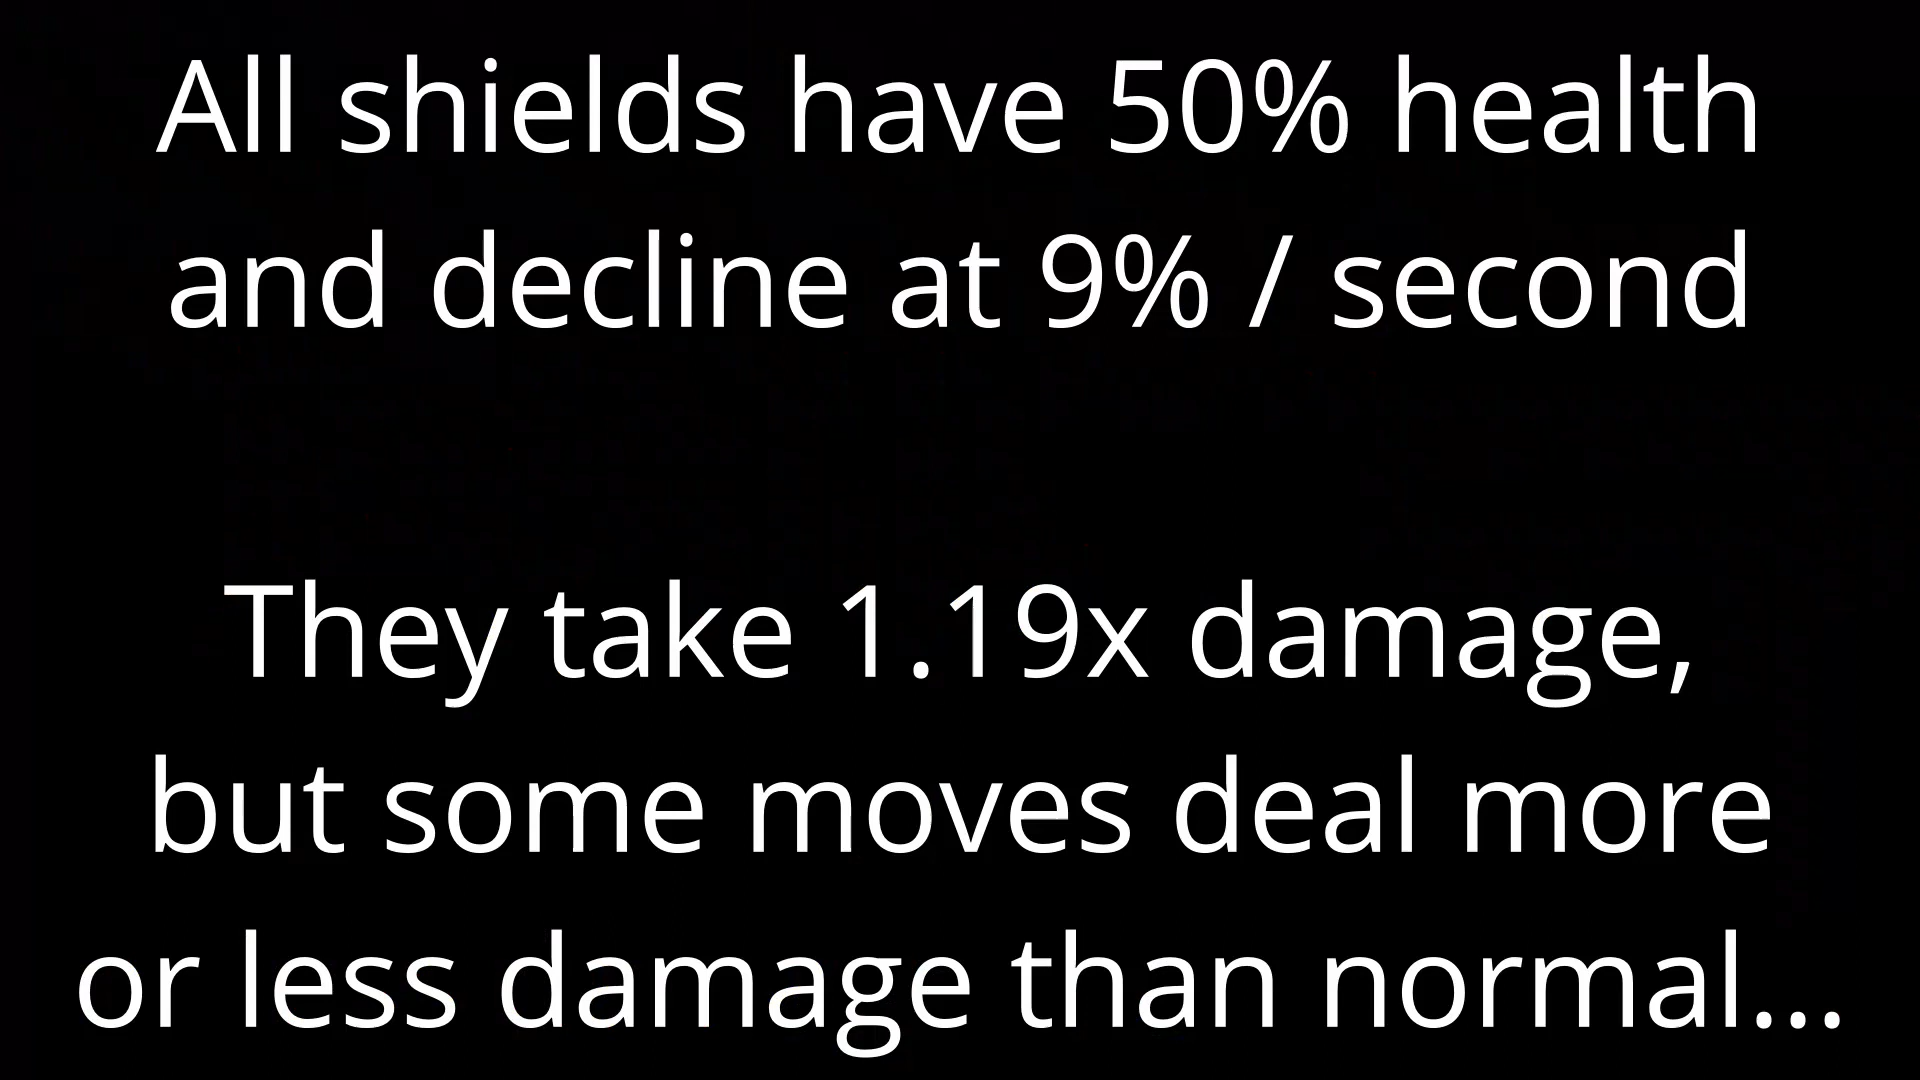 All shields have 50% health
and decline at 9% / second
They take 1.19x damage,
but some moves deal more
or less damage than normal...